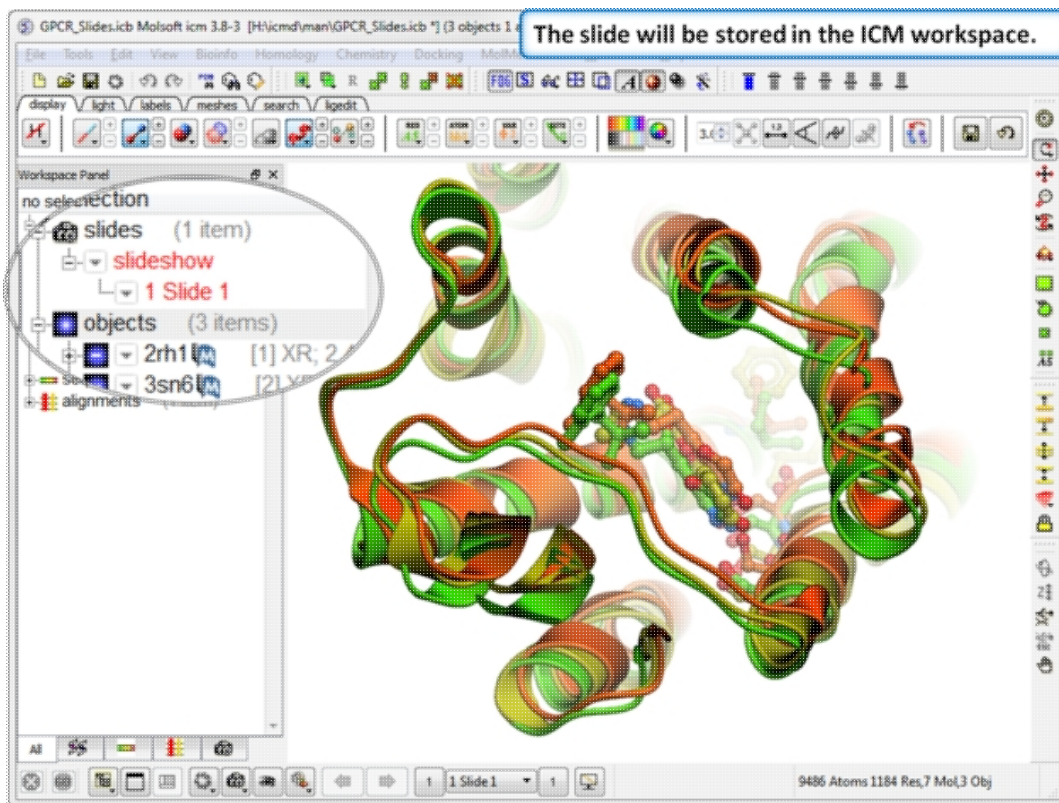 GPCR_Slides.icb Molsoft icm 3.8-3 [H:\icmd\man\GPCR_Slides.icb *] (3 objects 1 a
The slide will be stored in the ICM workspace.
File Tools Edit View Bioinfo Homology Chemistry Docking MolMe
display light labels meshes search ligedit
Workspace Panel
no selection
slides (1 item)
slideshow
1 Slide 1
objects (3 items)
2rh1 [1] XR; 2
3sn6 [2]
alignments
All
1 1 Slide 1 1 9486 Atoms 1184 Res,7 Mol,3 Obj